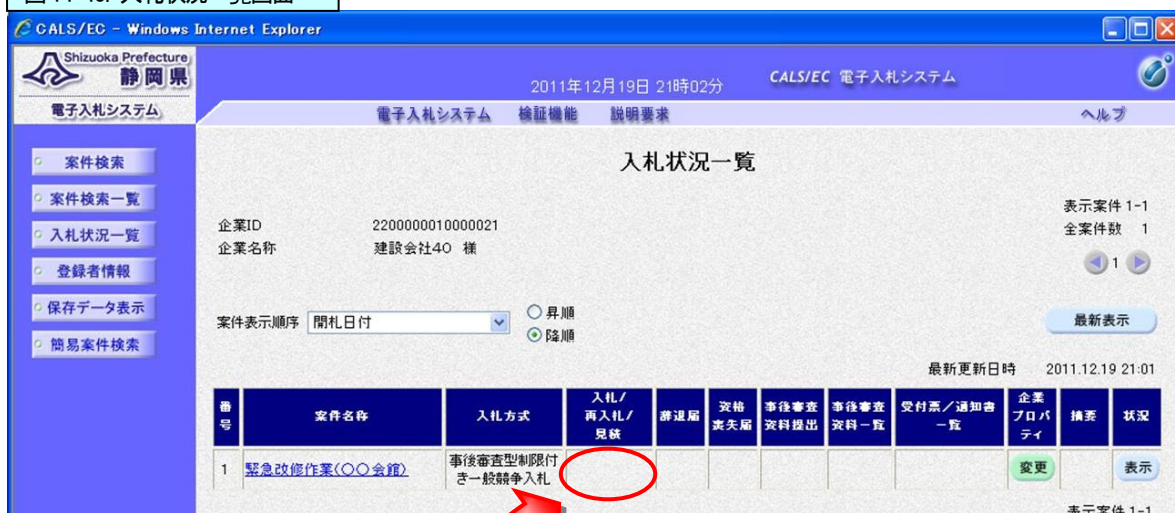 CALS/EC - Windows Internet Explorer
Shizuoka Prefecture
静岡県
電子入札システム
2011年12月19日 21時02分
CALS/EC 電子入札システム
電子入札システム 検証機能 説明要求 ヘルプ
案件検索
案件検索一覧
入札状況一覧
登録者情報
保存データ表示
簡易案件検索
入札状況一覧
表示案件 1-1
全案件数 1
1
企業ID 2200000010000021
企業名称 建設会社40 様
案件表示順序 開札日付
昇順
降順
最新表示
最新更新日時 2011.12.19 21:01
番号 案件名称 入札方式 入札/再入札/見積 辞退届 資格喪失届 事後審査資料提出 事後審査資料一覧 受付票/通知書一覧 企業プロパティ 摘要 状況
1 緊急改修作業(〇〇会館) 事後審査型制限付き一般競争入札 変更 表示
表示案件 1-1